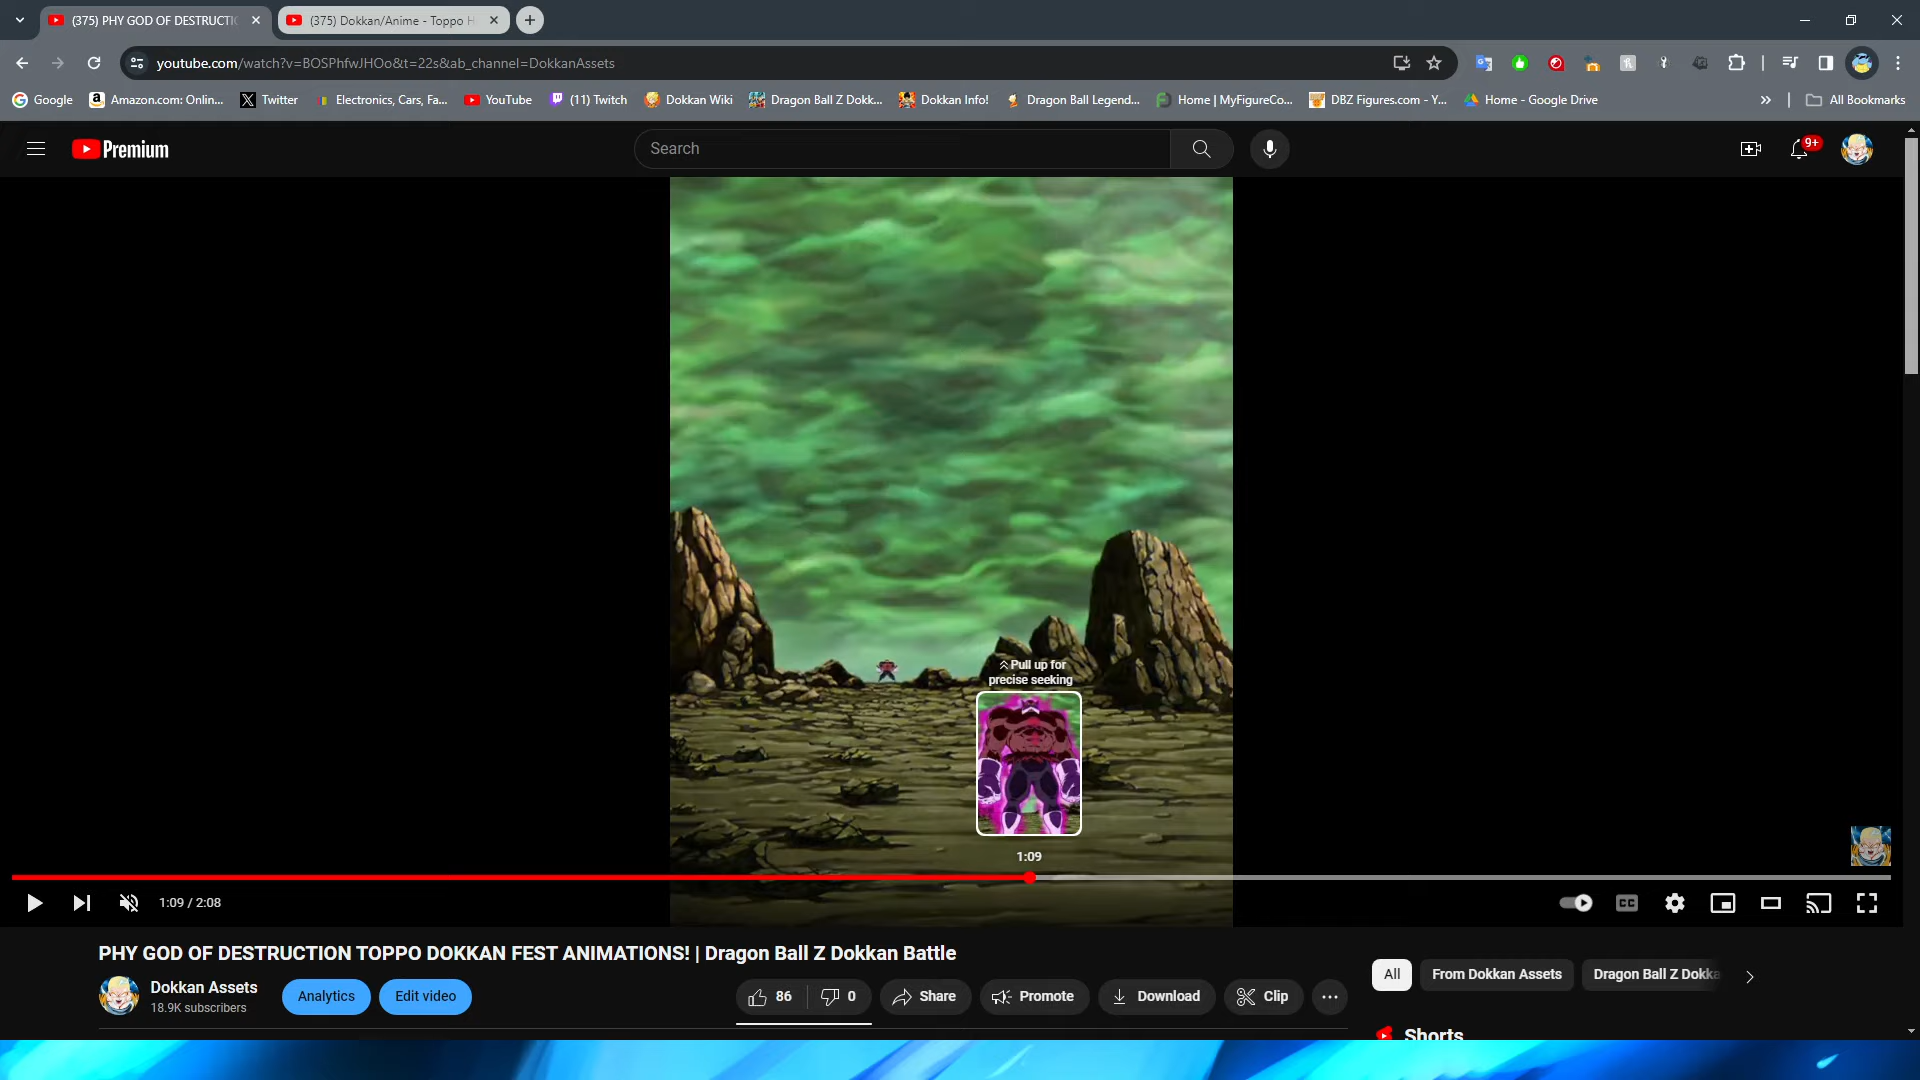 (375) PHY GOD OF DESTRUCTI
(375) Dokkan/Anime - Toppo H
youtube.com/watch?v=BOSPhfwJHOo&t=22s&ab_channel=DokkanAssets
Google
Amazon.com: Onlin...
Twitter
Electronics, Cars, Fa...
YouTube
(11) Twitch
Dokkan Wiki
Dragon Ball Z Dokk...
Dokkan Info!
Dragon Ball Legend...
Home | MyFigureCo...
DBZ Figures.com - Y...
Home - Google Drive
All Bookmarks
Premium
Search
9+
Pull up for
precise seeking
1:09
1:09 / 2:08
CC
PHY GOD OF DESTRUCTION TOPPO DOKKAN FEST ANIMATIONS! | Dragon Ball Z Dokkan Battle
Dokkan Assets
18.9K subscribers
Analytics
Edit video
86
0
Share
Promote
Download
Clip
All
From Dokkan Assets
Dragon Ball Z Dokka
Shorts